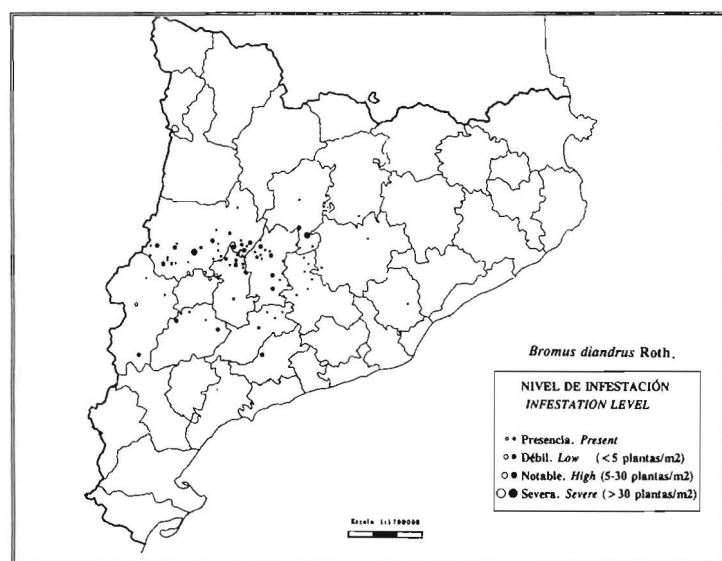 Bromus diandrus Roth.
NIVEL DE INFESTACIÓN
INFESTATION LEVEL
Presencia. Present
Débil. Low (<5 plantas/m2)
Notable. High (5-30 plantas/m2)
Severa. Severe (>30 plantas/m2)
Escala